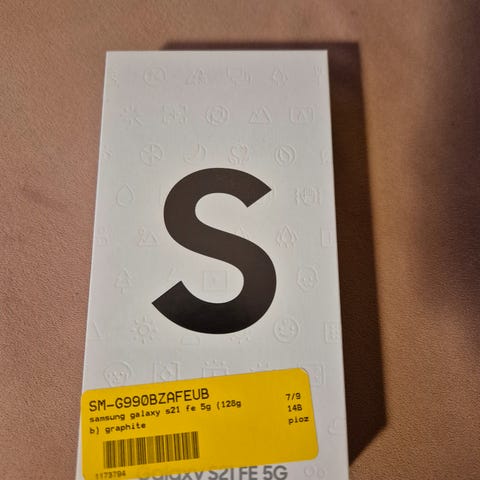 S
SM-G990BZAFEUB
7/9
samsung galaxy s21 fe 5g (128g
14B
b) graphite
pioz
1173794
Galaxy S21 FE 5G